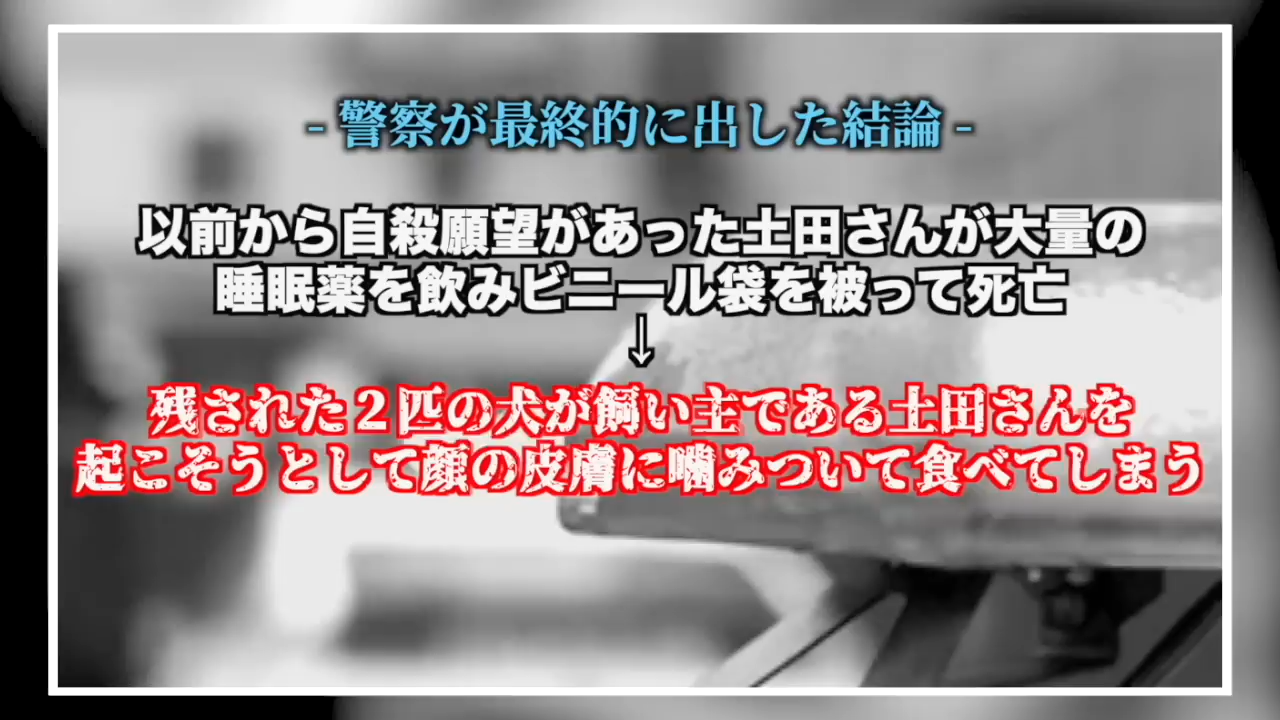 - 警察が最終的に出した結論 -
以前から自殺願望があった土田さんが大量の
睡眠薬を飲みビニール袋を被って死亡
↓
残された２匹の犬が飼い主である土田さんを
起こそうとして顔の皮膚に噛みついて食べてしまう